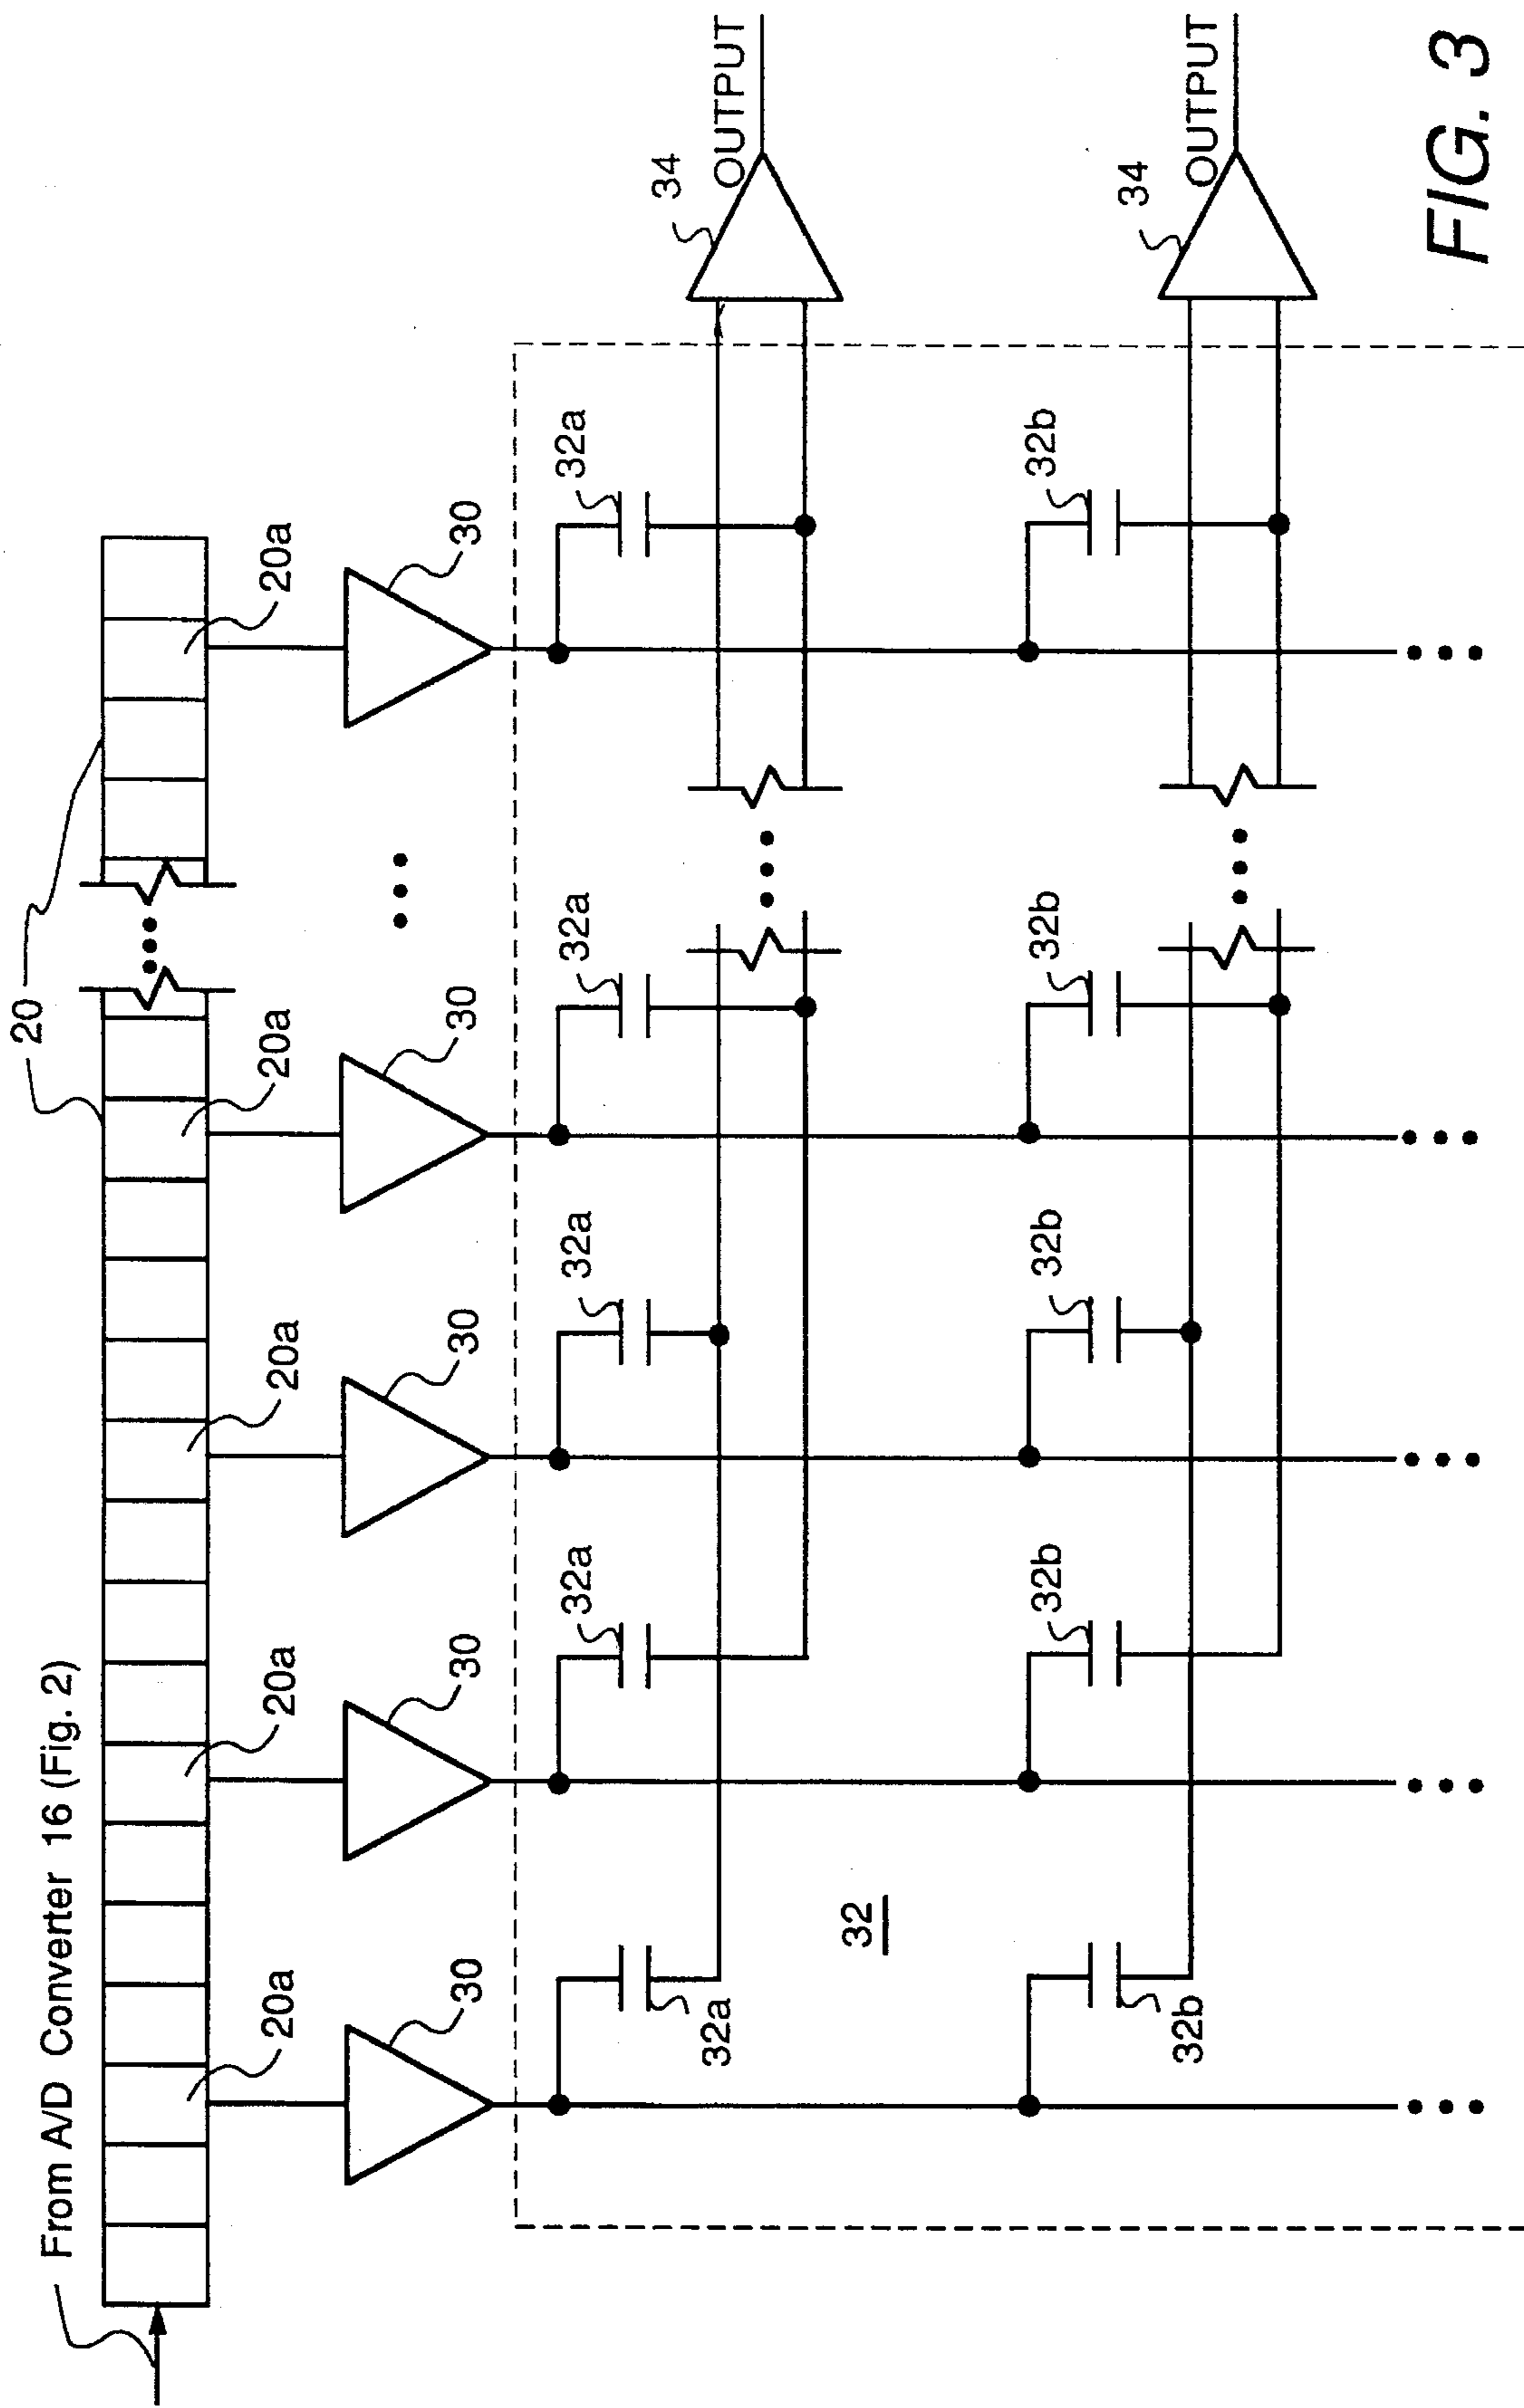 From A/D Converter 16 (Fig. 2)
20
20a
20a
20a
20a
20a
30
30
30
30
30
32a
32a
32a
32a
32a
34
OUTPUT
32
32b
32b
32b
32b
32b
34
OUTPUT
FIG. 3